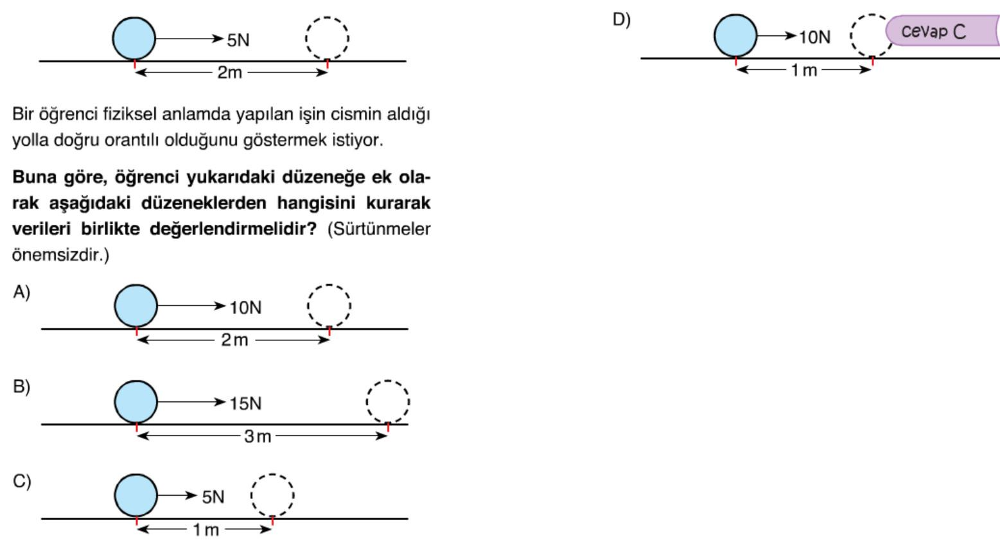 5N
2m
Bir öğrenci fiziksel anlamda yapılan işin cismin aldığı
yolla doğru orantılı olduğunu göstermek istiyor.
Buna göre, öğrenci yukarıdaki düzeneğe ek ola-
rak aşağıdaki düzeneklerden hangisini kurarak
verileri birlikte değerlendirmelidir? (Sürtünmeler
önemsizdir.)
A)
10N
2m
B)
15N
3m
C)
5N
1m
D)
10N
1m
cevap C